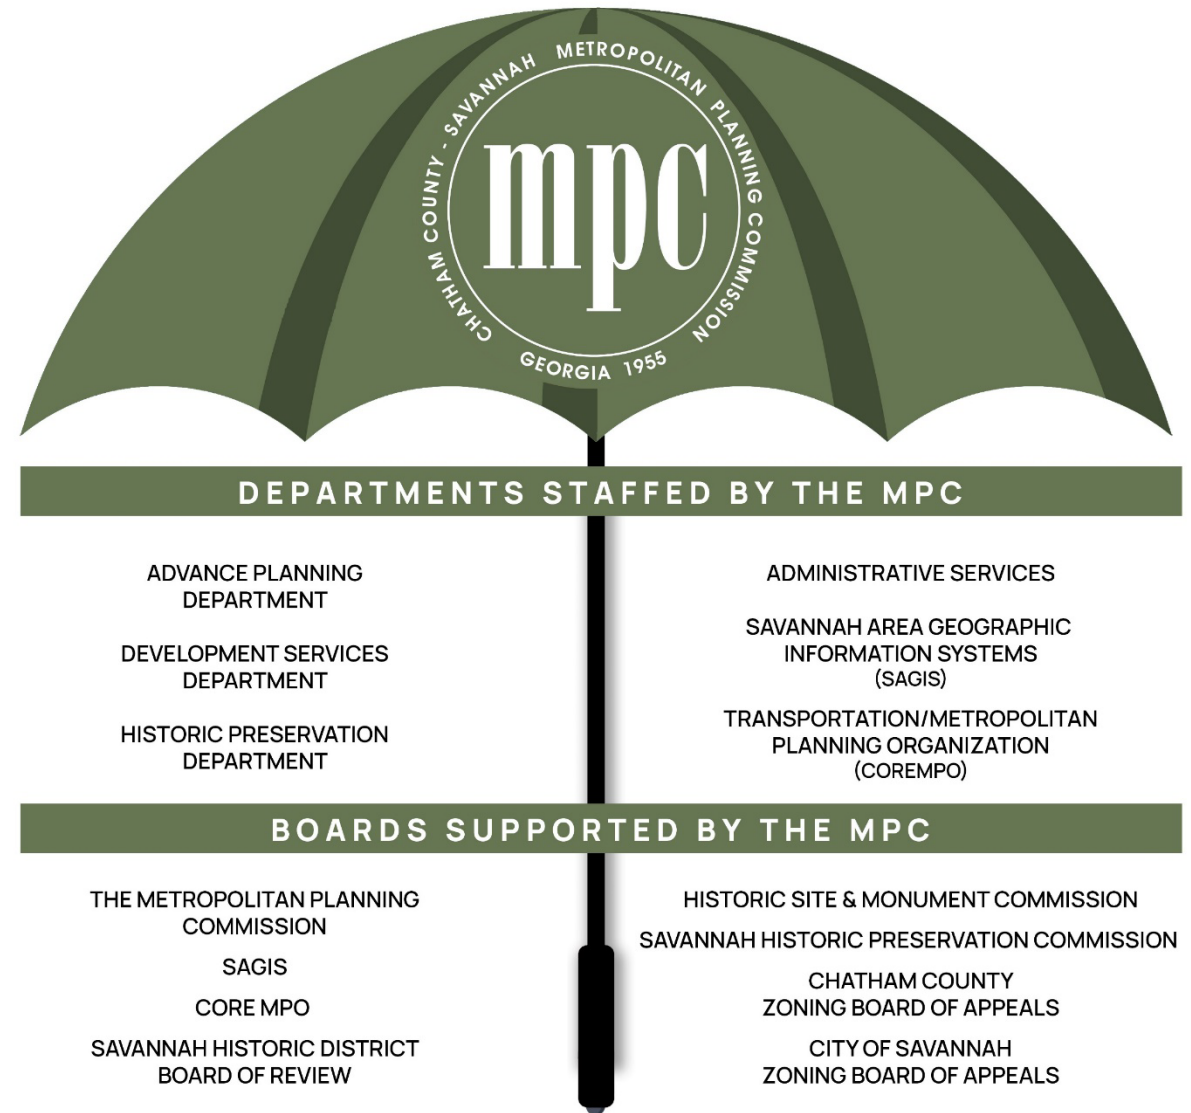 CHATHAM COUNTY - SAVANNAH METROPOLITAN PLANNING COMMISSION
mpc
GEORGIA 1955
DEPARTMENTS STAFFED BY THE MPC
ADVANCE PLANNING
DEPARTMENT
DEVELOPMENT SERVICES
DEPARTMENT
HISTORIC PRESERVATION
DEPARTMENT
ADMINISTRATIVE SERVICES
SAVANNAH AREA GEOGRAPHIC
INFORMATION SYSTEMS
(SAGIS)
TRANSPORTATION/METROPOLITAN
PLANNING ORGANIZATION
(COREMPO)
BOARDS SUPPORTED BY THE MPC
THE METROPOLITAN PLANNING
COMMISSION
SAGIS
CORE MPO
SAVANNAH HISTORIC DISTRICT
BOARD OF REVIEW
HISTORIC SITE & MONUMENT COMMISSION
SAVANNAH HISTORIC PRESERVATION COMMISSION
CHATHAM COUNTY
ZONING BOARD OF APPEALS
CITY OF SAVANNAH
ZONING BOARD OF APPEALS